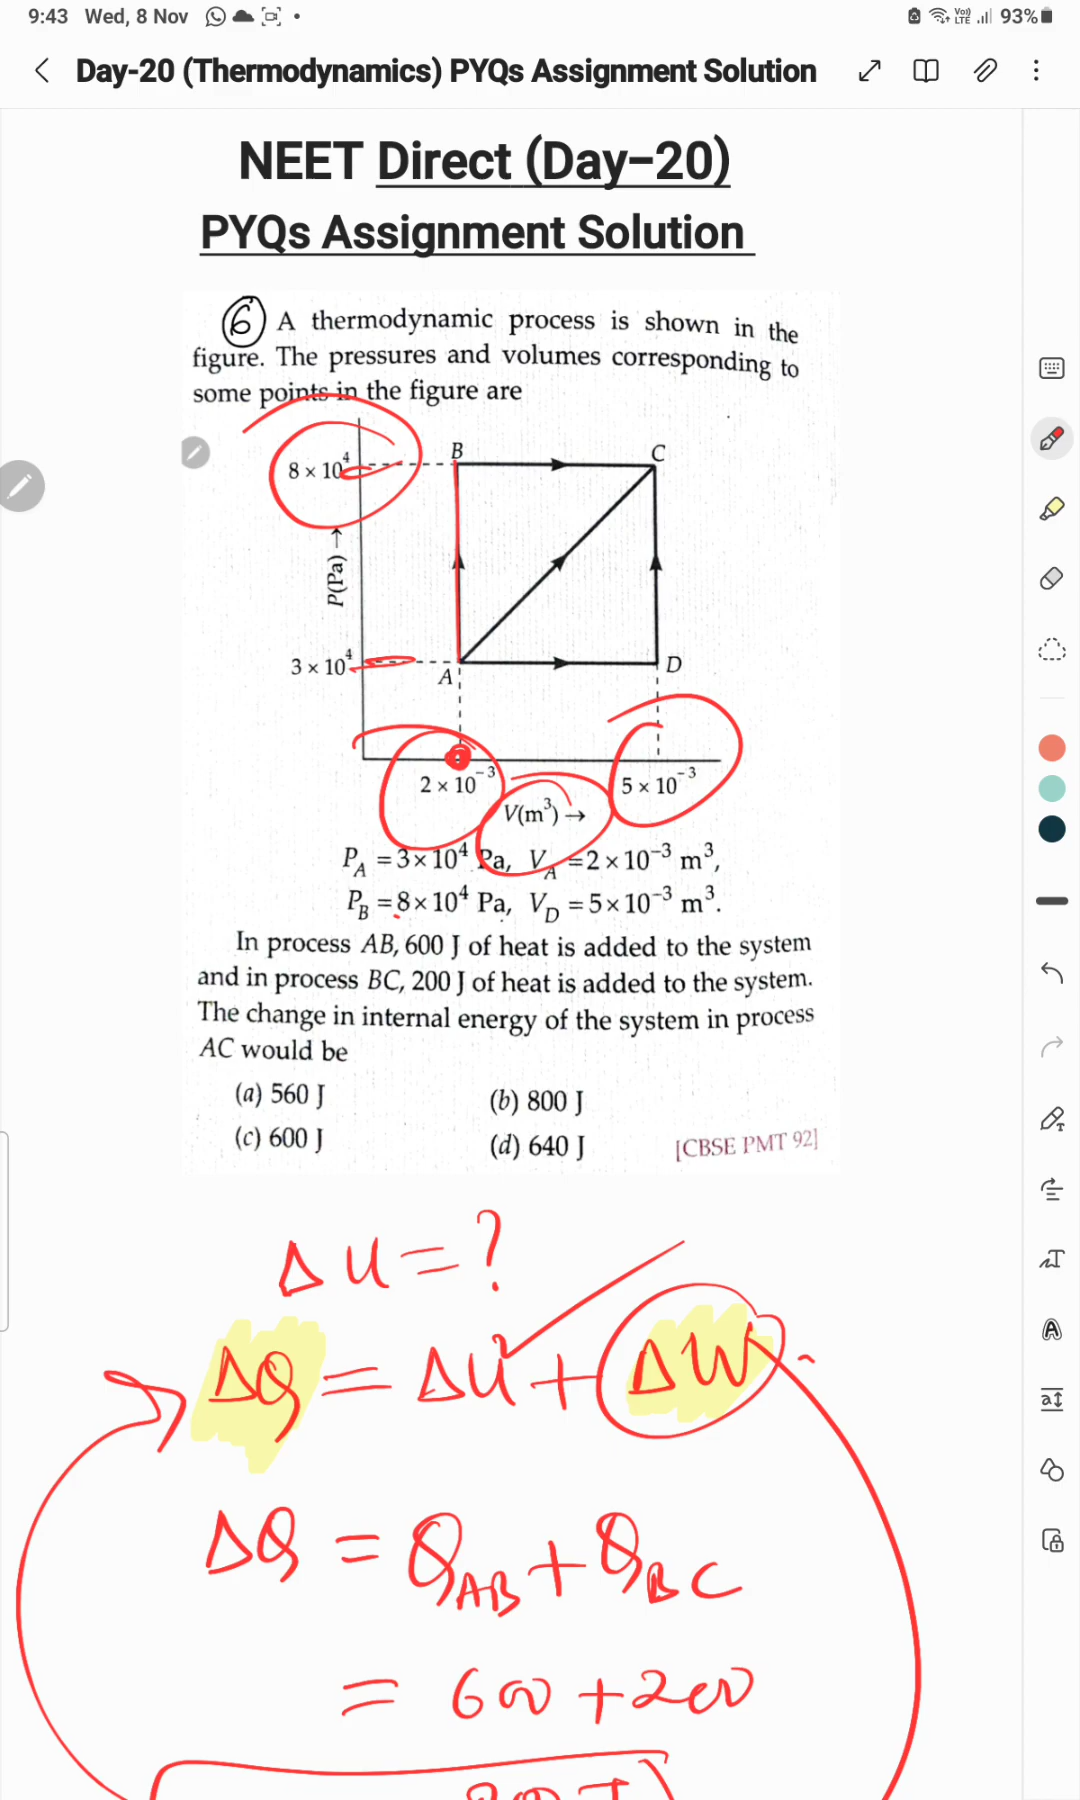 9:43 Wed, 8 Nov
93%
Day-20 (Thermodynamics) PYQs Assignment Solution
NEET Direct (Day-20)
PYQs Assignment Solution
6 A thermodynamic process is shown in the
figure. The pressures and volumes corresponding to
some points in the figure are
B C
8 × 10⁴
P(Pa) →
3 × 10⁴
A D
2 × 10⁻³ 5 × 10⁻³
V(m³) →
P_A = 3 × 10⁴ Pa, V_A = 2 × 10⁻³ m³,
P_B = 8 × 10⁴ Pa, V_D = 5 × 10⁻³ m³.
In process AB, 600 J of heat is added to the system
and in process BC, 200 J of heat is added to the system.
The change in internal energy of the system in process
AC would be
(a) 560 J (b) 800 J
(c) 600 J (d) 640 J [CBSE PMT 92]
ΔU = ?
ΔQ = ΔU + ΔW
ΔQ = Q_AB + Q_BC
= 600 + 200